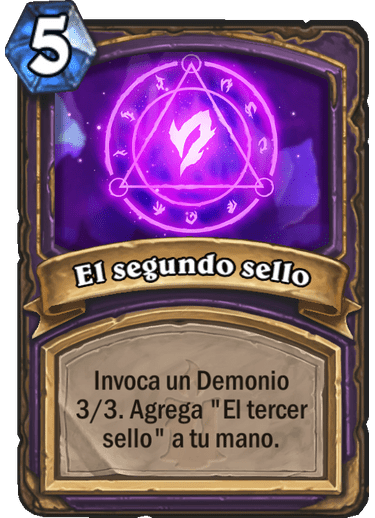 5
El segundo sello
Invoca un Demonio
3/3. Agrega "El tercer
sello" a tu mano.